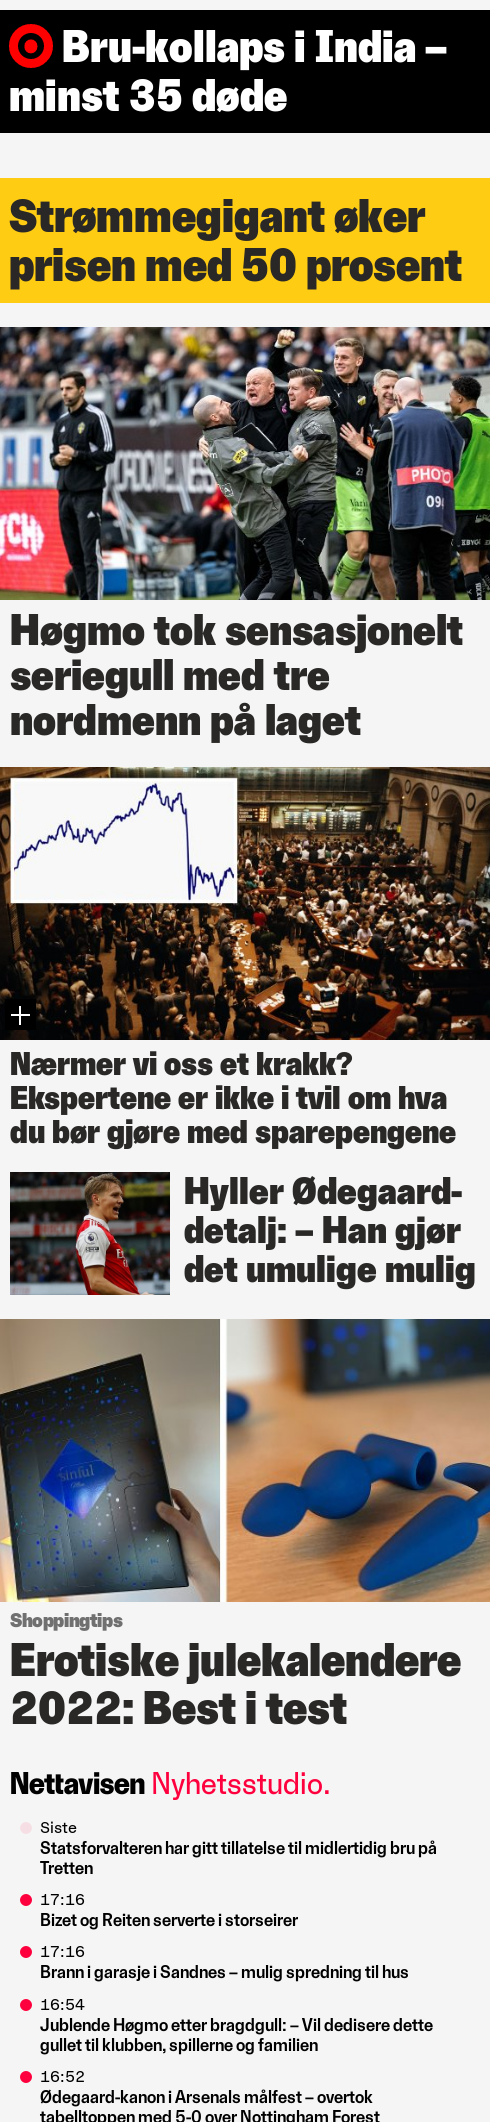 Bru-kollaps i India –
minst 35 døde
Strømmegigant øker
prisen med 50 prosent
PHOTO
09
23
Høgmo tok sensasjonelt
seriegull med tre
nordmenn på laget
Nærmer vi oss et krakk?
Ekspertene er ikke i tvil om hva
du bør gjøre med sparepengene
Hyller Ødegaard-
detalj: – Han gjør
det umulige mulig
sinful
Shoppingtips
Erotiske julekalendere
2022: Best i test
Nettavisen Nyhetsstudio.
Siste
Statsforvalteren har gitt tillatelse til midlertidig bru på
Tretten
17:16
Bizet og Reiten serverte i storseirer
17:16
Brann i garasje i Sandnes – mulig spredning til hus
16:54
Jublende Høgmo etter bragdgull: – Vil dedisere dette
gullet til klubben, spillerne og familien
16:52
Ødegaard-kanon i Arsenals målfest – overtok
tabelltoppen med 5-0 over Nottingham Forest